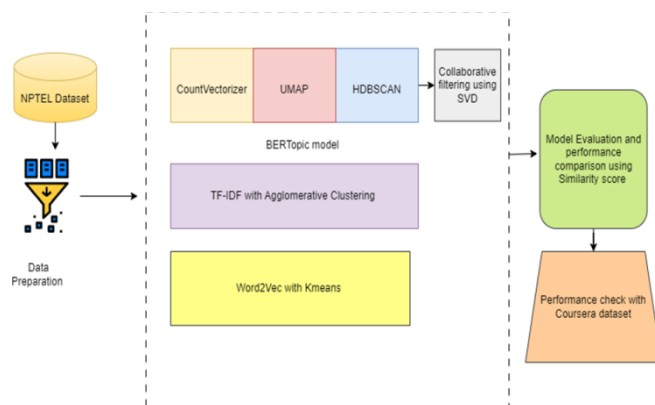 NPTEL Dataset
Data
Preparation
CountVectorizer
UMAP
HDBSCAN
Collaborative
filtering using
SVD
BERTopic model
TF-IDF with Agglomerative Clustering
Word2Vec with Kmeans
Model Evaluation and
performance
comparison using
Similarity score
Performance check with
Coursera dataset